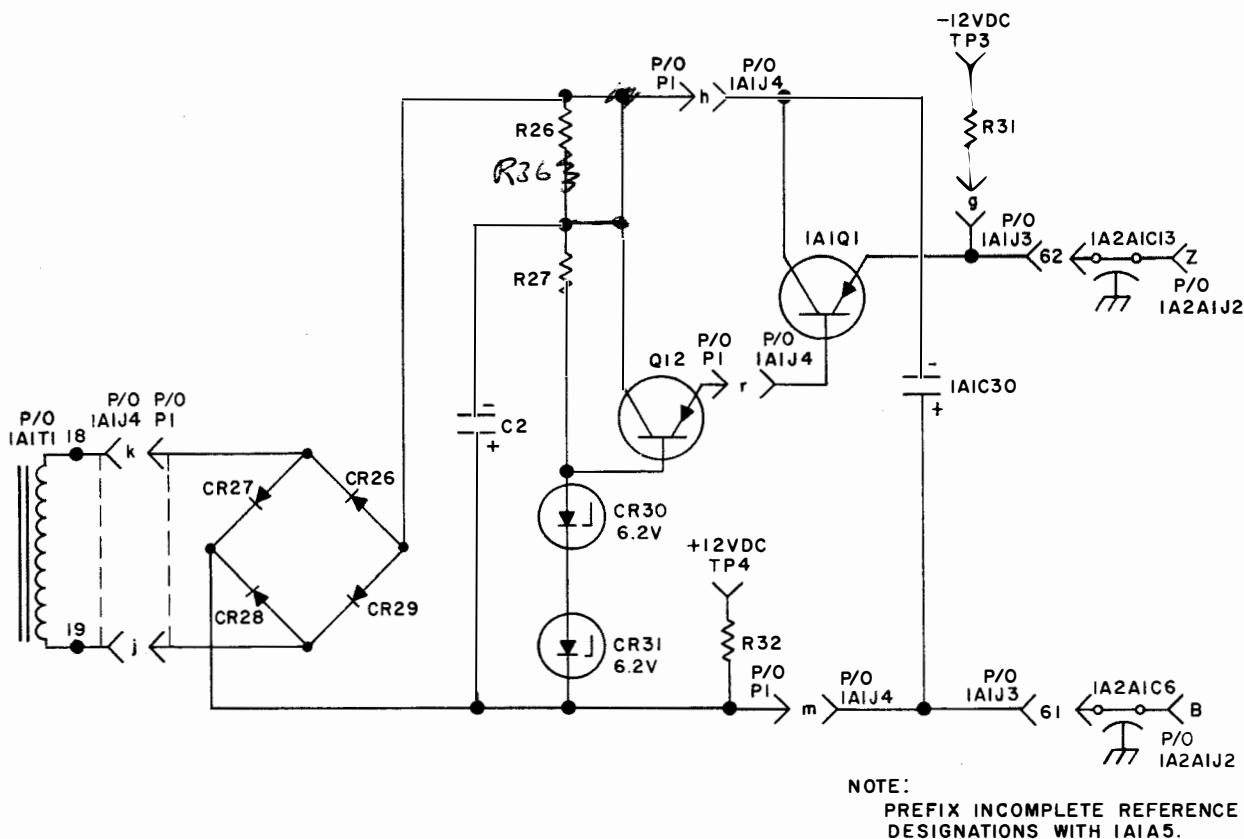 -12VDC
TP3
P/O
P1
h
P/O
1A1J4
R26
R36
R31
g
P/O
1A1J3
62
1A2A1C13
Z
P/O
1A2A1J2
1A1Q1
R27
Q12
P/O
P1
r
P/O
1A1J4
-
1A1C30
+
-
C2
+
P/O
1A1T1
18
P/O
1A1J4
k
P/O
P1
CR27
CR26
CR30
6.2V
+12VDC
TP4
CR28
CR29
19
j
CR31
6.2V
R32
P/O
P1
m
P/O
1A1J4
P/O
1A1J3
61
1A2A1C6
B
P/O
1A2A1J2
NOTE:
PREFIX INCOMPLETE REFERENCE
DESIGNATIONS WITH 1A1A5.